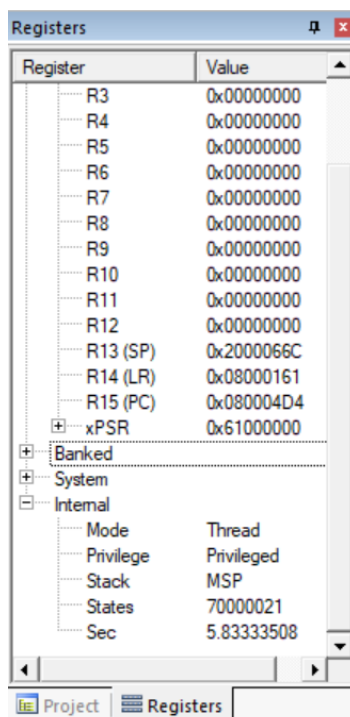 Registers
Register Value
R3 0x00000000
R4 0x00000000
R5 0x00000000
R6 0x00000000
R7 0x00000000
R8 0x00000000
R9 0x00000000
R10 0x00000000
R11 0x00000000
R12 0x00000000
R13 (SP) 0x2000066C
R14 (LR) 0x08000161
R15 (PC) 0x080004D4
xPSR 0x61000000
Banked
System
Internal
Mode Thread
Privilege Privileged
Stack MSP
States 70000021
Sec 5.83333508
Project Registers